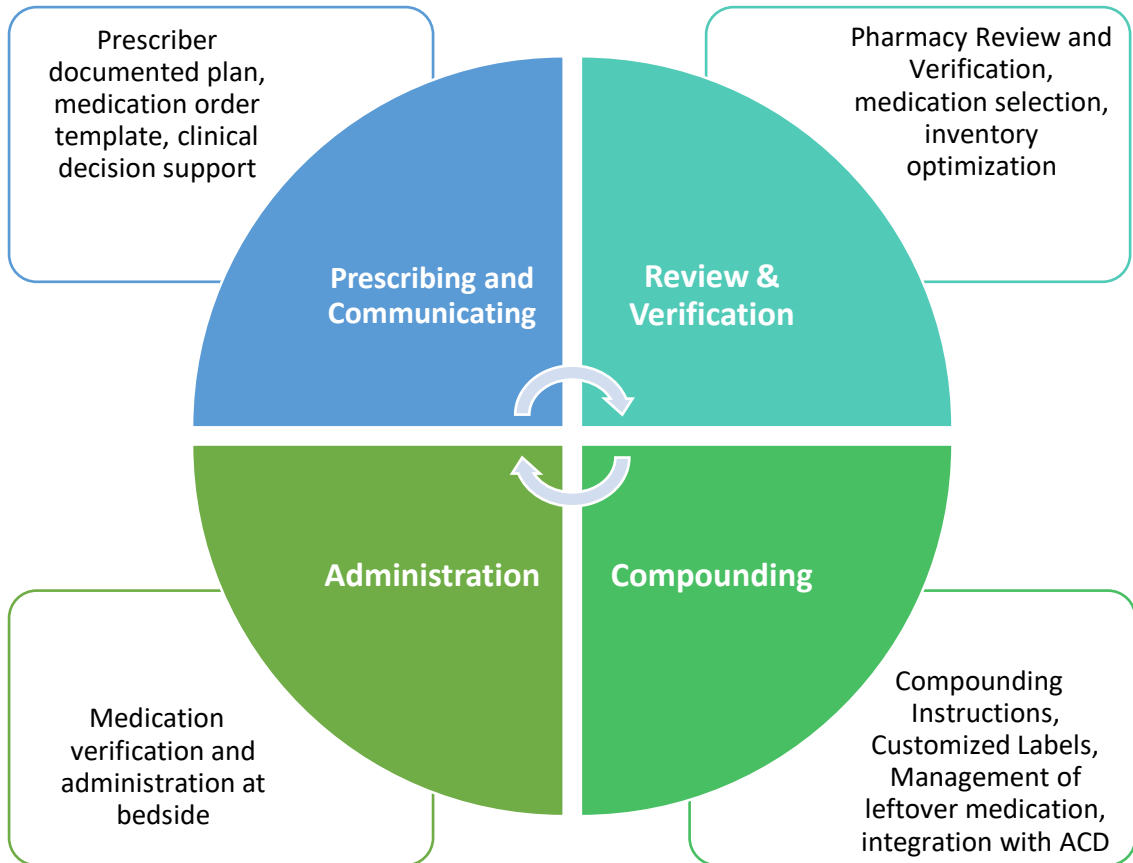 Prescriber
documented plan,
medication order
template, clinical
decision support
Pharmacy Review and
Verification,
medication selection,
inventory
optimization
Prescribing and
Communicating
Review &
Verification
Administration
Compounding
Medication
verification and
administration at
bedside
Compounding
Instructions,
Customized Labels,
Management of
leftover medication,
integration with ACD